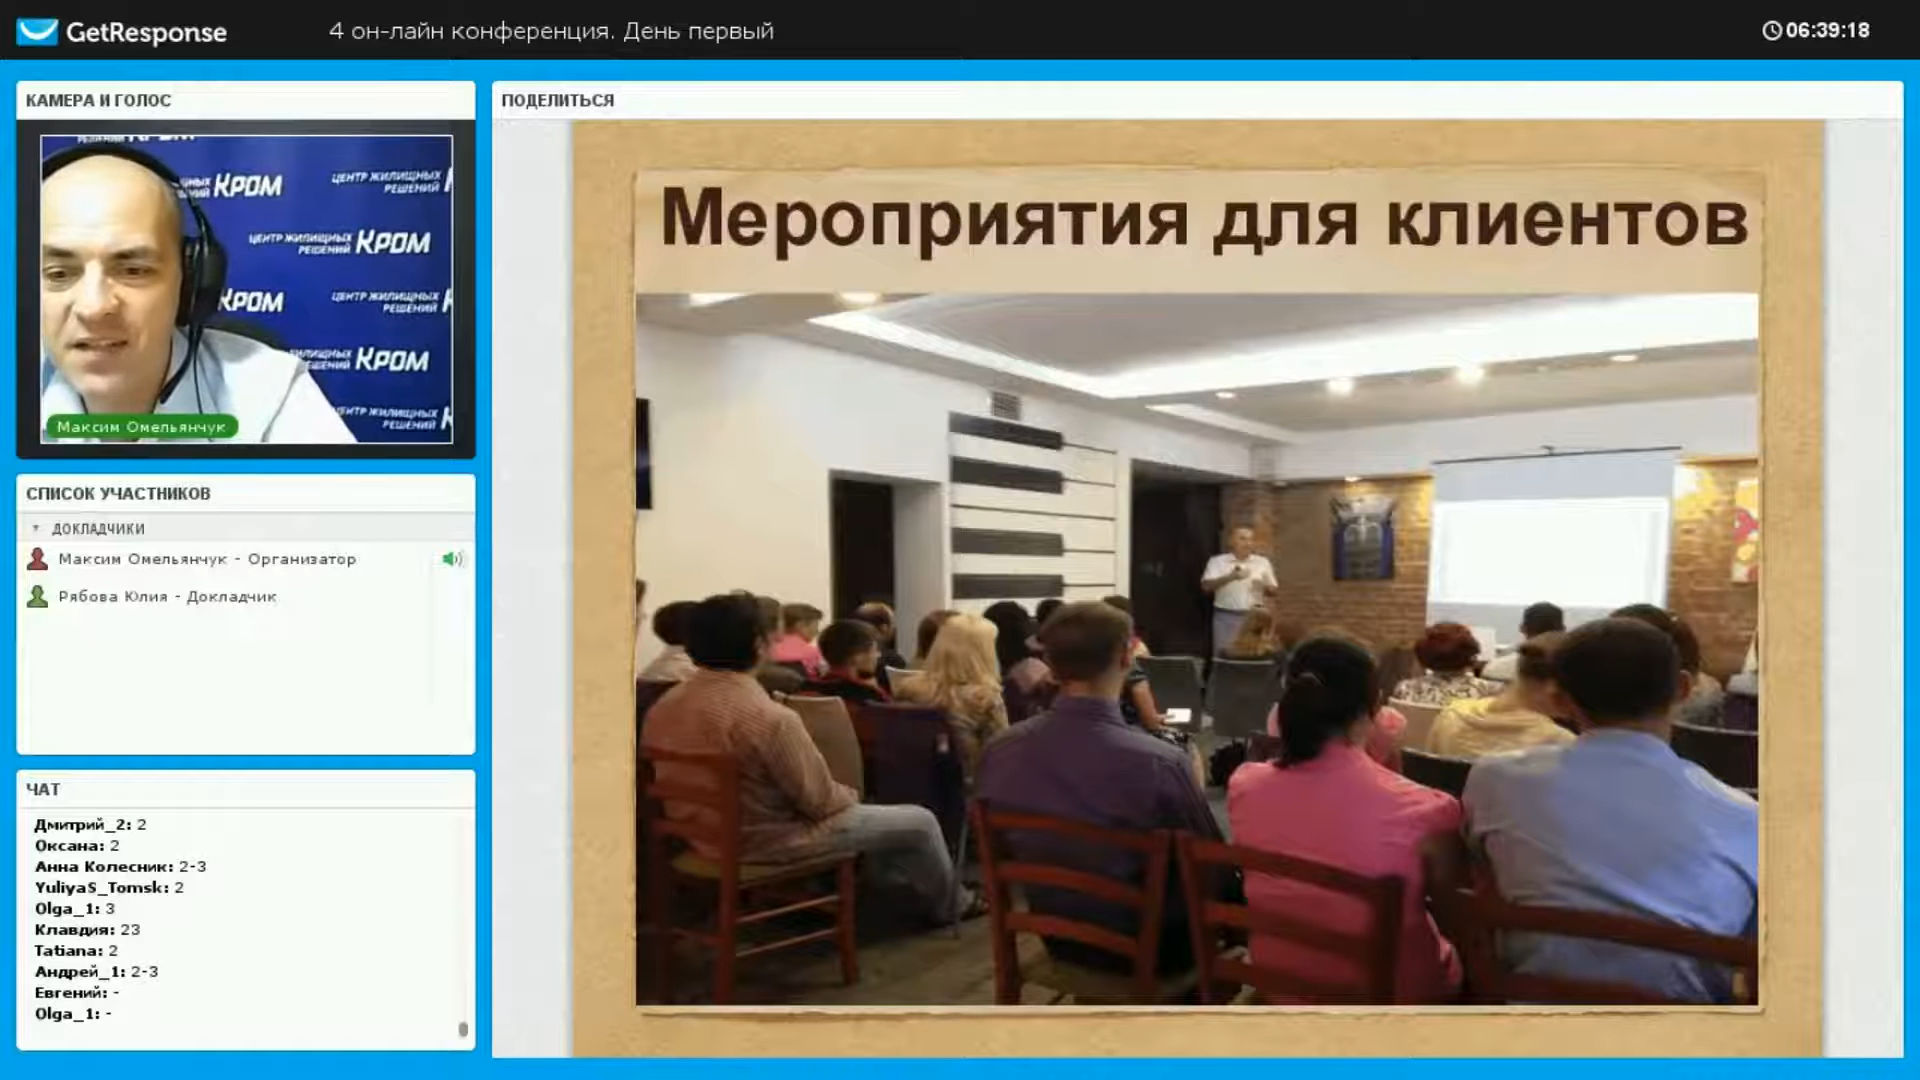 GetResponse
4 он-лайн конференция. День первый
06:39:18
КАМЕРА И ГОЛОС
КРОМ
ЦЕНТР ЖИЛИЩНЫХ
РЕШЕНИЙ
ЦЕНТР ЖИЛИЩНЫХ
РЕШЕНИЙ КРОМ
КРОМ
ЦЕНТР ЖИЛИЩНЫХ
РЕШЕНИЙ
КРОМ
ЦЕНТР ЖИЛИЩНЫХ
РЕШЕНИЙ
Максим Омельянчук
СПИСОК УЧАСТНИКОВ
ДОКЛАДЧИКИ
Максим Омельянчук - Организатор
Рябова Юлия - Докладчик
ЧАТ
Дмитрий_2: 2
Оксана: 2
Анна Колесник: 2-3
YuliyaS_Tomsk: 2
Olga_1: 3
Клавдия: 23
Tatiana: 2
Андрей_1: 2-3
Евгений: -
Olga_1: -
ПОДЕЛИТЬСЯ
Мероприятия для клиентов